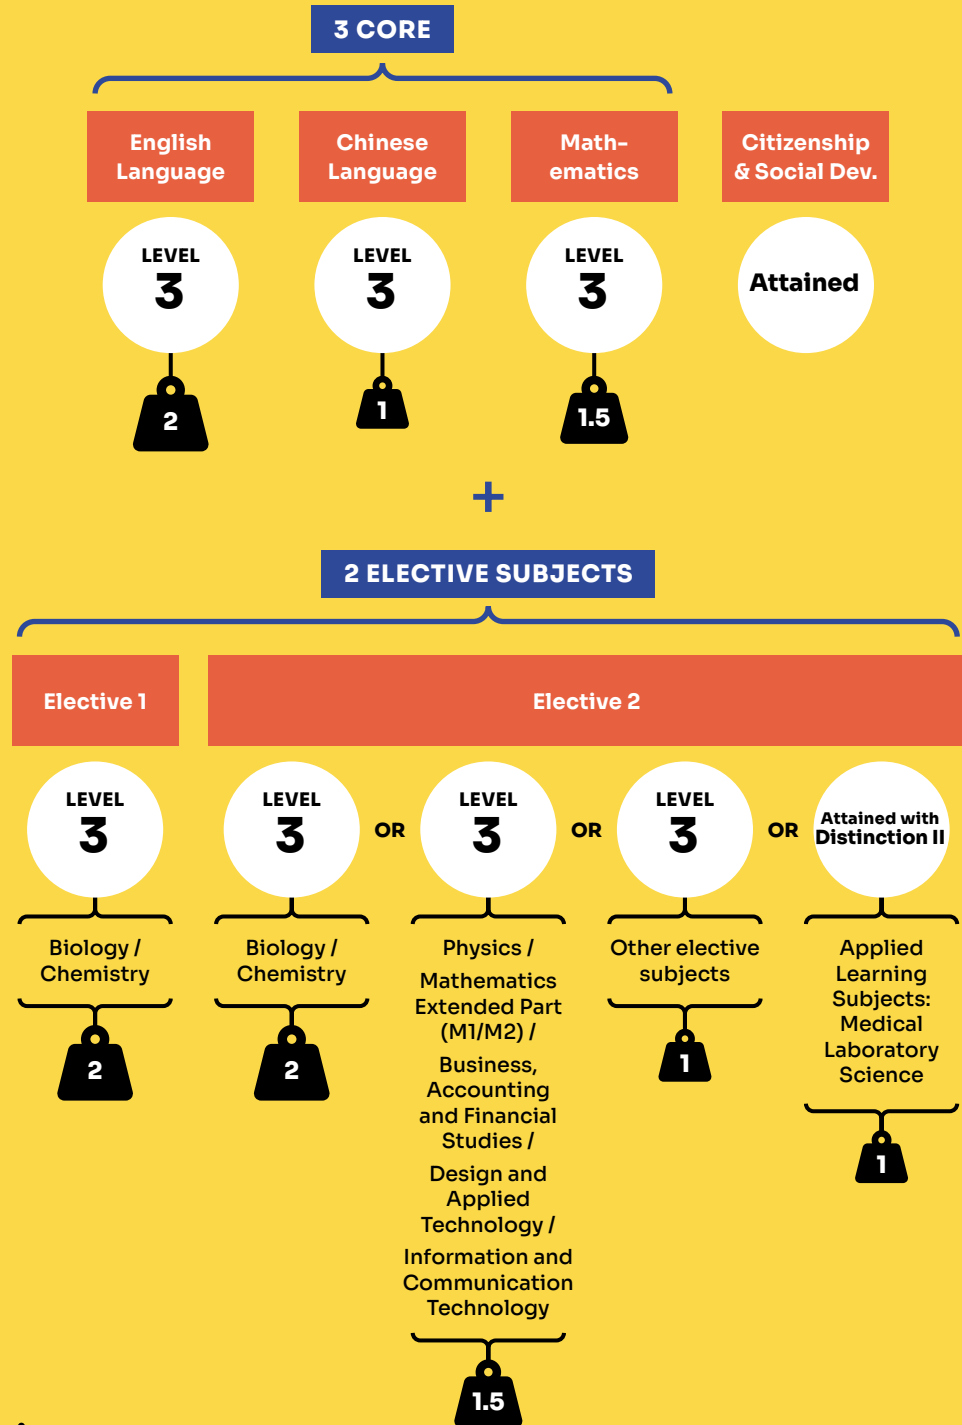 3 CORE
English
Language
Chinese
Language
Math-
ematics
Citizenship
& Social Dev.
LEVEL
3
LEVEL
3
LEVEL
3
Attained
2
1
1.5
+
2 ELECTIVE SUBJECTS
Elective 1
Elective 2
LEVEL
3
LEVEL
3
OR
LEVEL
3
OR
LEVEL
3
OR
Attained with
Distinction II
Biology /
Chemistry
2
Biology /
Chemistry
2
Physics /
Mathematics
Extended Part
(M1/M2) /
Business,
Accounting
and Financial
Studies /
Design and
Applied
Technology /
Information and
Communication
Technology
1.5
Other elective
subjects
1
Applied
Learning
Subjects:
Medical
Laboratory
Science
1